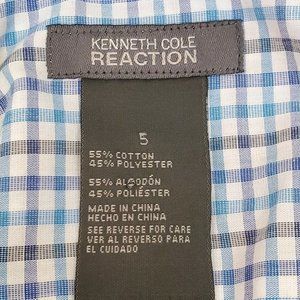 KENNETH COLE
REACTION
5
55% COTTON
45% POLYESTER
55% ALGODÓN
45% POLIÉSTER
MADE IN CHINA
HECHO EN CHINA
SEE REVERSE FOR CARE
VER AL REVERSO PARA
EL CUIDADO